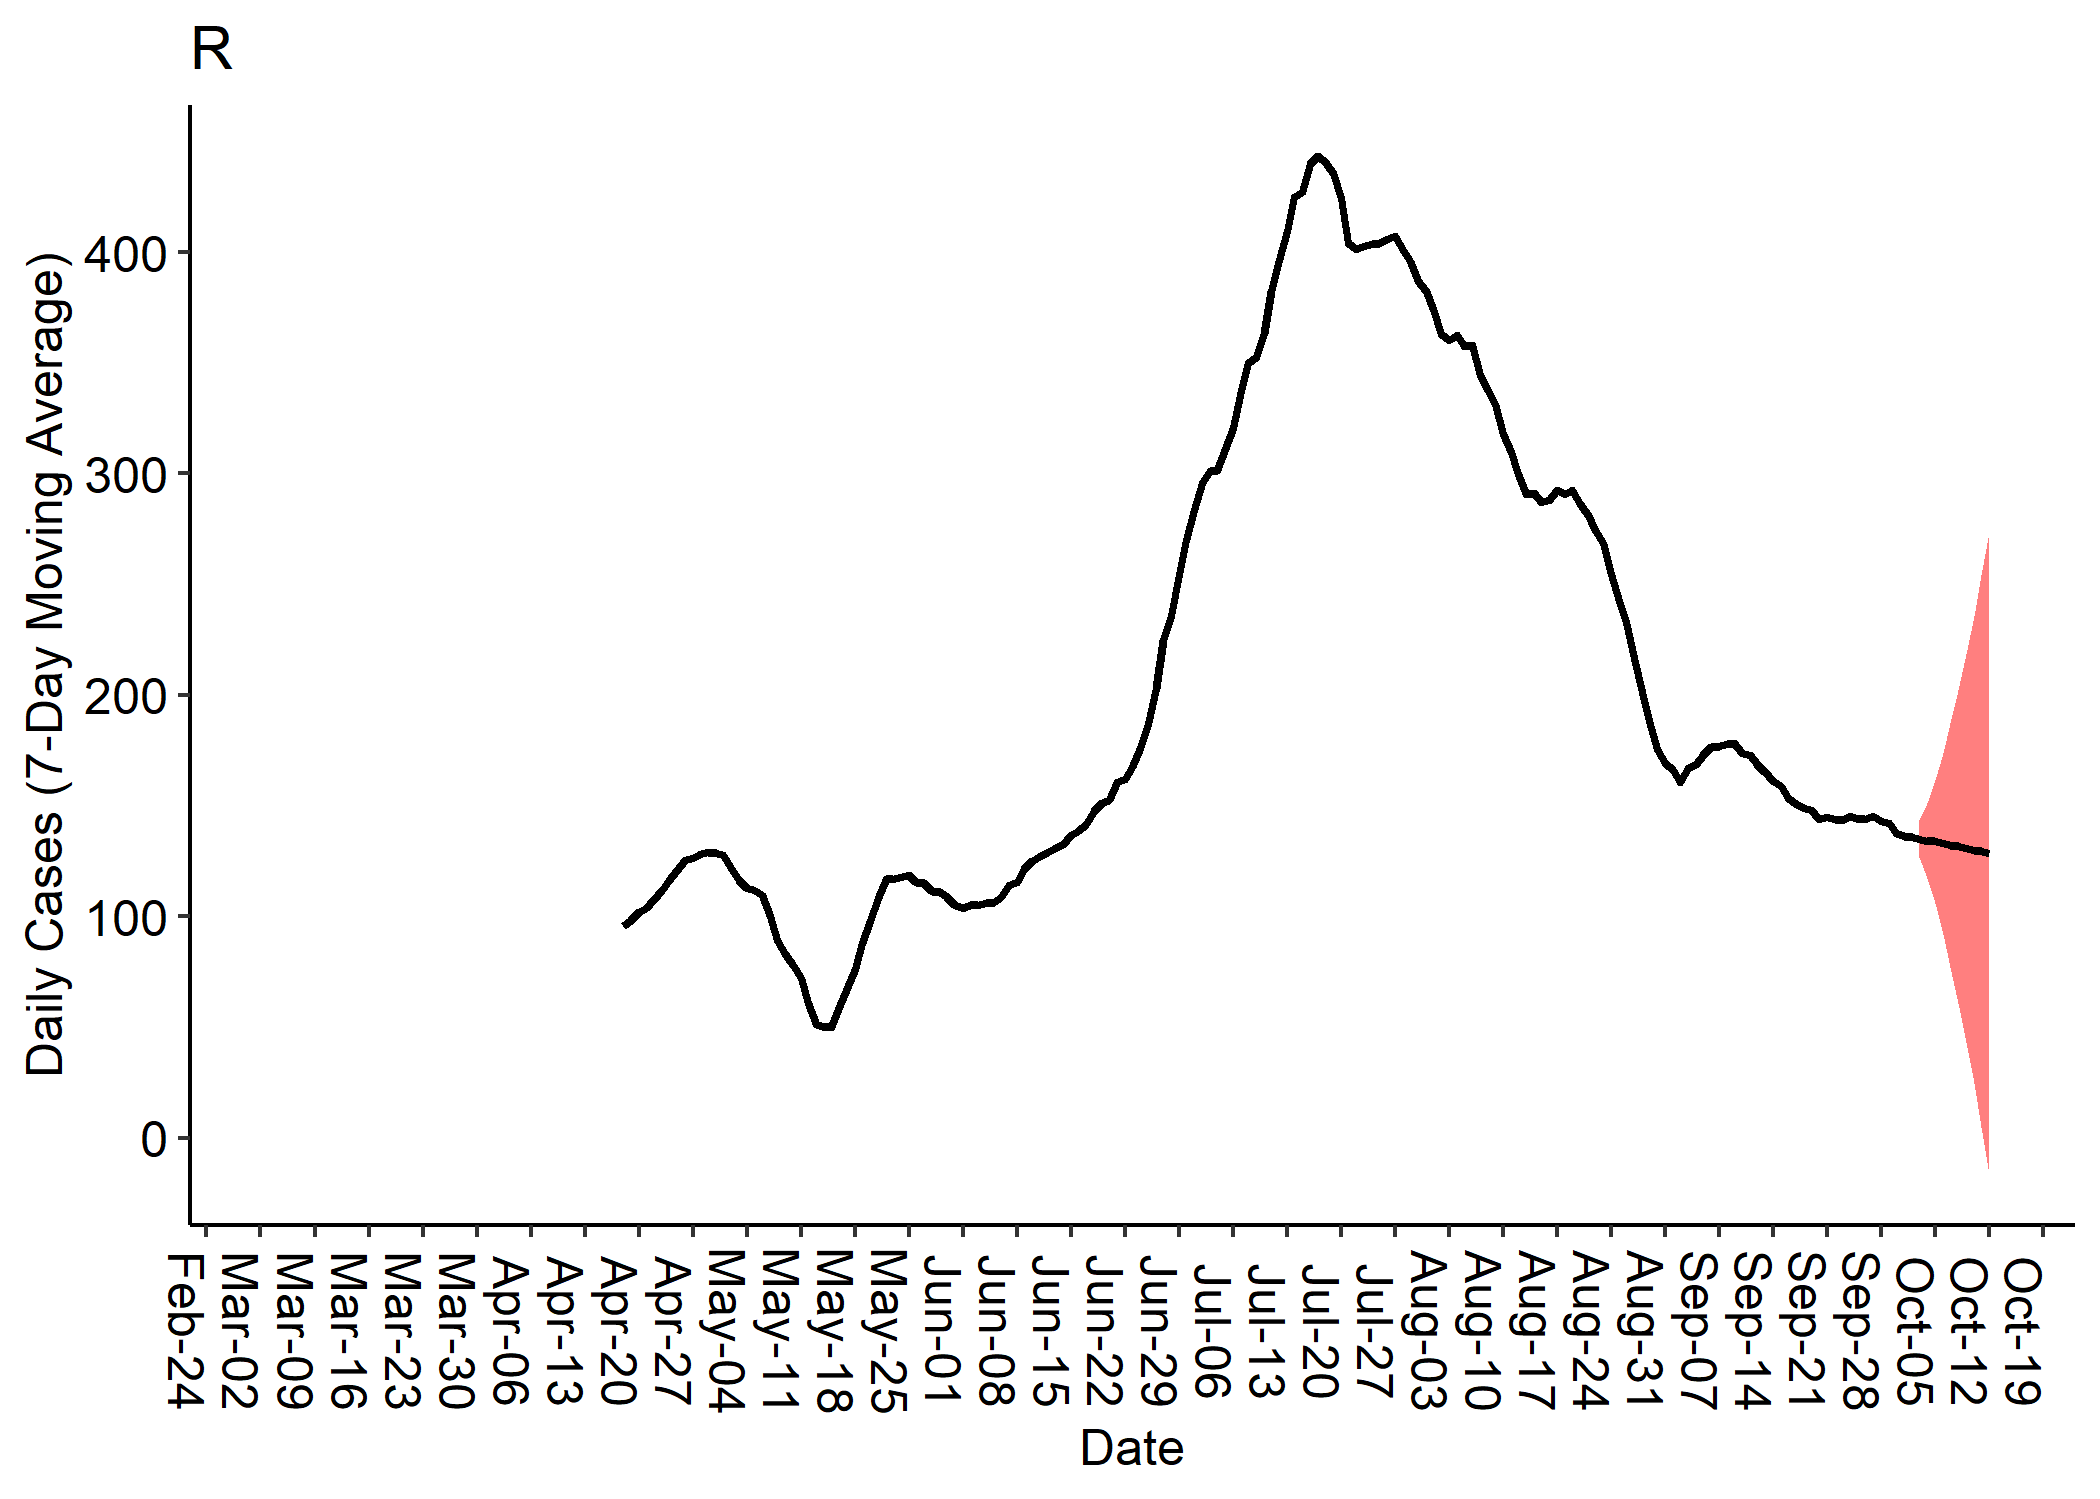 R
Daily Cases (7-Day Moving Average)
400
300
200
100
0
Feb-24
Mar-02
Mar-09
Mar-16
Mar-23
Mar-30
Apr-06
Apr-13
Apr-20
Apr-27
May-04
May-11
May-18
May-25
Jun-01
Jun-08
Jun-15
Jun-22
Jun-29
Jul-06
Jul-13
Jul-20
Jul-27
Aug-03
Aug-10
Aug-17
Aug-24
Aug-31
Sep-07
Sep-14
Sep-21
Sep-28
Oct-05
Oct-12
Oct-19
Date